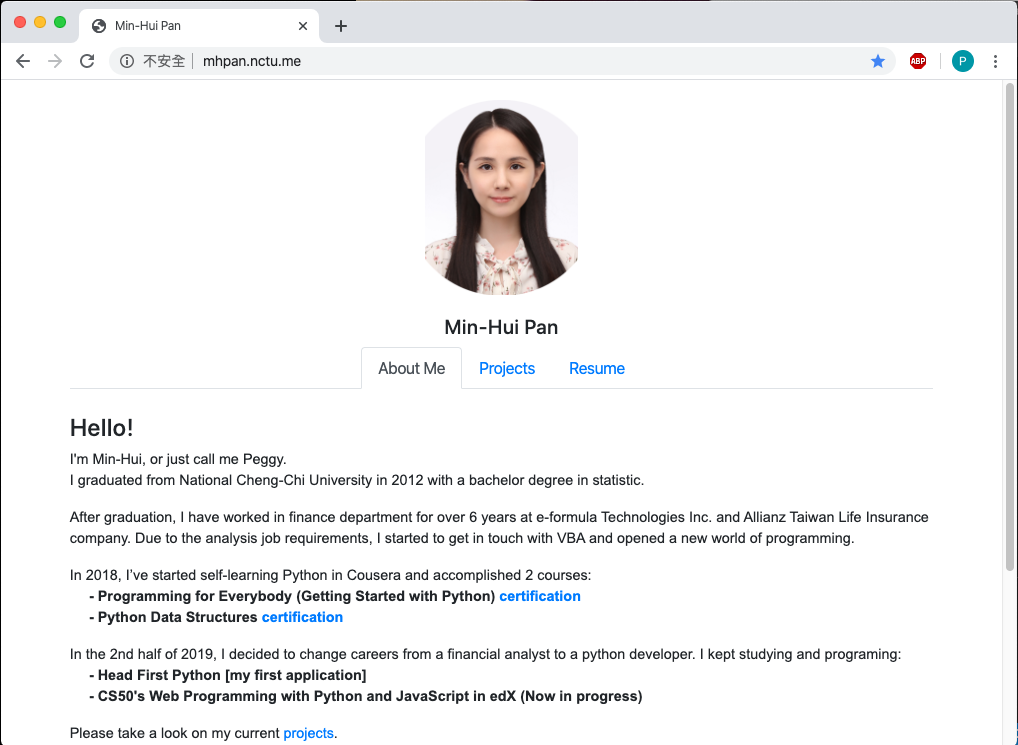 Min-Hui Pan
不安全 mhpan.nctu.me ABP P
Min-Hui Pan
About Me Projects Resume
Hello!
I'm Min-Hui, or just call me Peggy.
I graduated from National Cheng-Chi University in 2012 with a bachelor degree in statistic.
After graduation, I have worked in finance department for over 6 years at e-formula Technologies Inc. and Allianz Taiwan Life Insurance
company. Due to the analysis job requirements, I started to get in touch with VBA and opened a new world of programming.
In 2018, I’ve started self-learning Python in Cousera and accomplished 2 courses:
- Programming for Everybody (Getting Started with Python) certification
- Python Data Structures certification
In the 2nd half of 2019, I decided to change careers from a financial analyst to a python developer. I kept studying and programing:
- Head First Python [my first application]
- CS50's Web Programming with Python and JavaScript in edX (Now in progress)
Please take a look on my current projects.